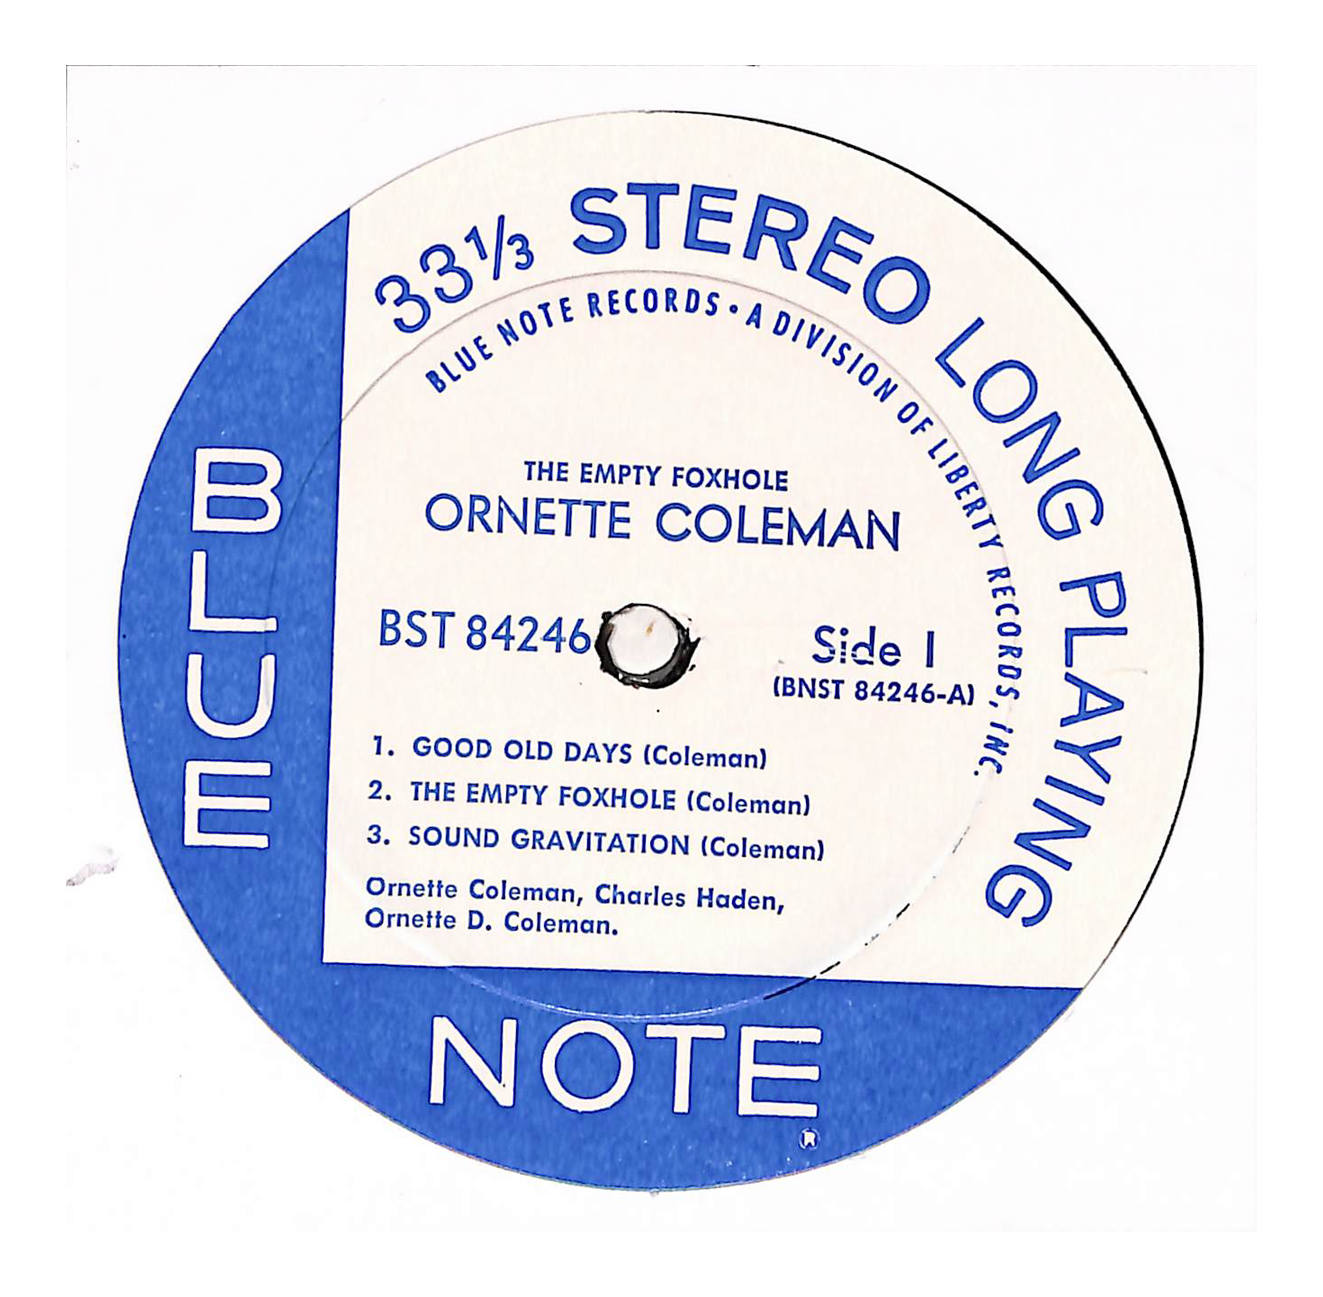 33⅓ STEREO LONG PLAYING
BLUE NOTE RECORDS • A DIVISION OF LIBERTY RECORDS, INC.
THE EMPTY FOXHOLE
ORNETTE COLEMAN
BST 84246
Side 1
(BNST 84246-A)
1. GOOD OLD DAYS (Coleman)
2. THE EMPTY FOXHOLE (Coleman)
3. SOUND GRAVITATION (Coleman)
Ornette Coleman, Charles Haden,
Ornette D. Coleman.
BLUE
NOTE
®